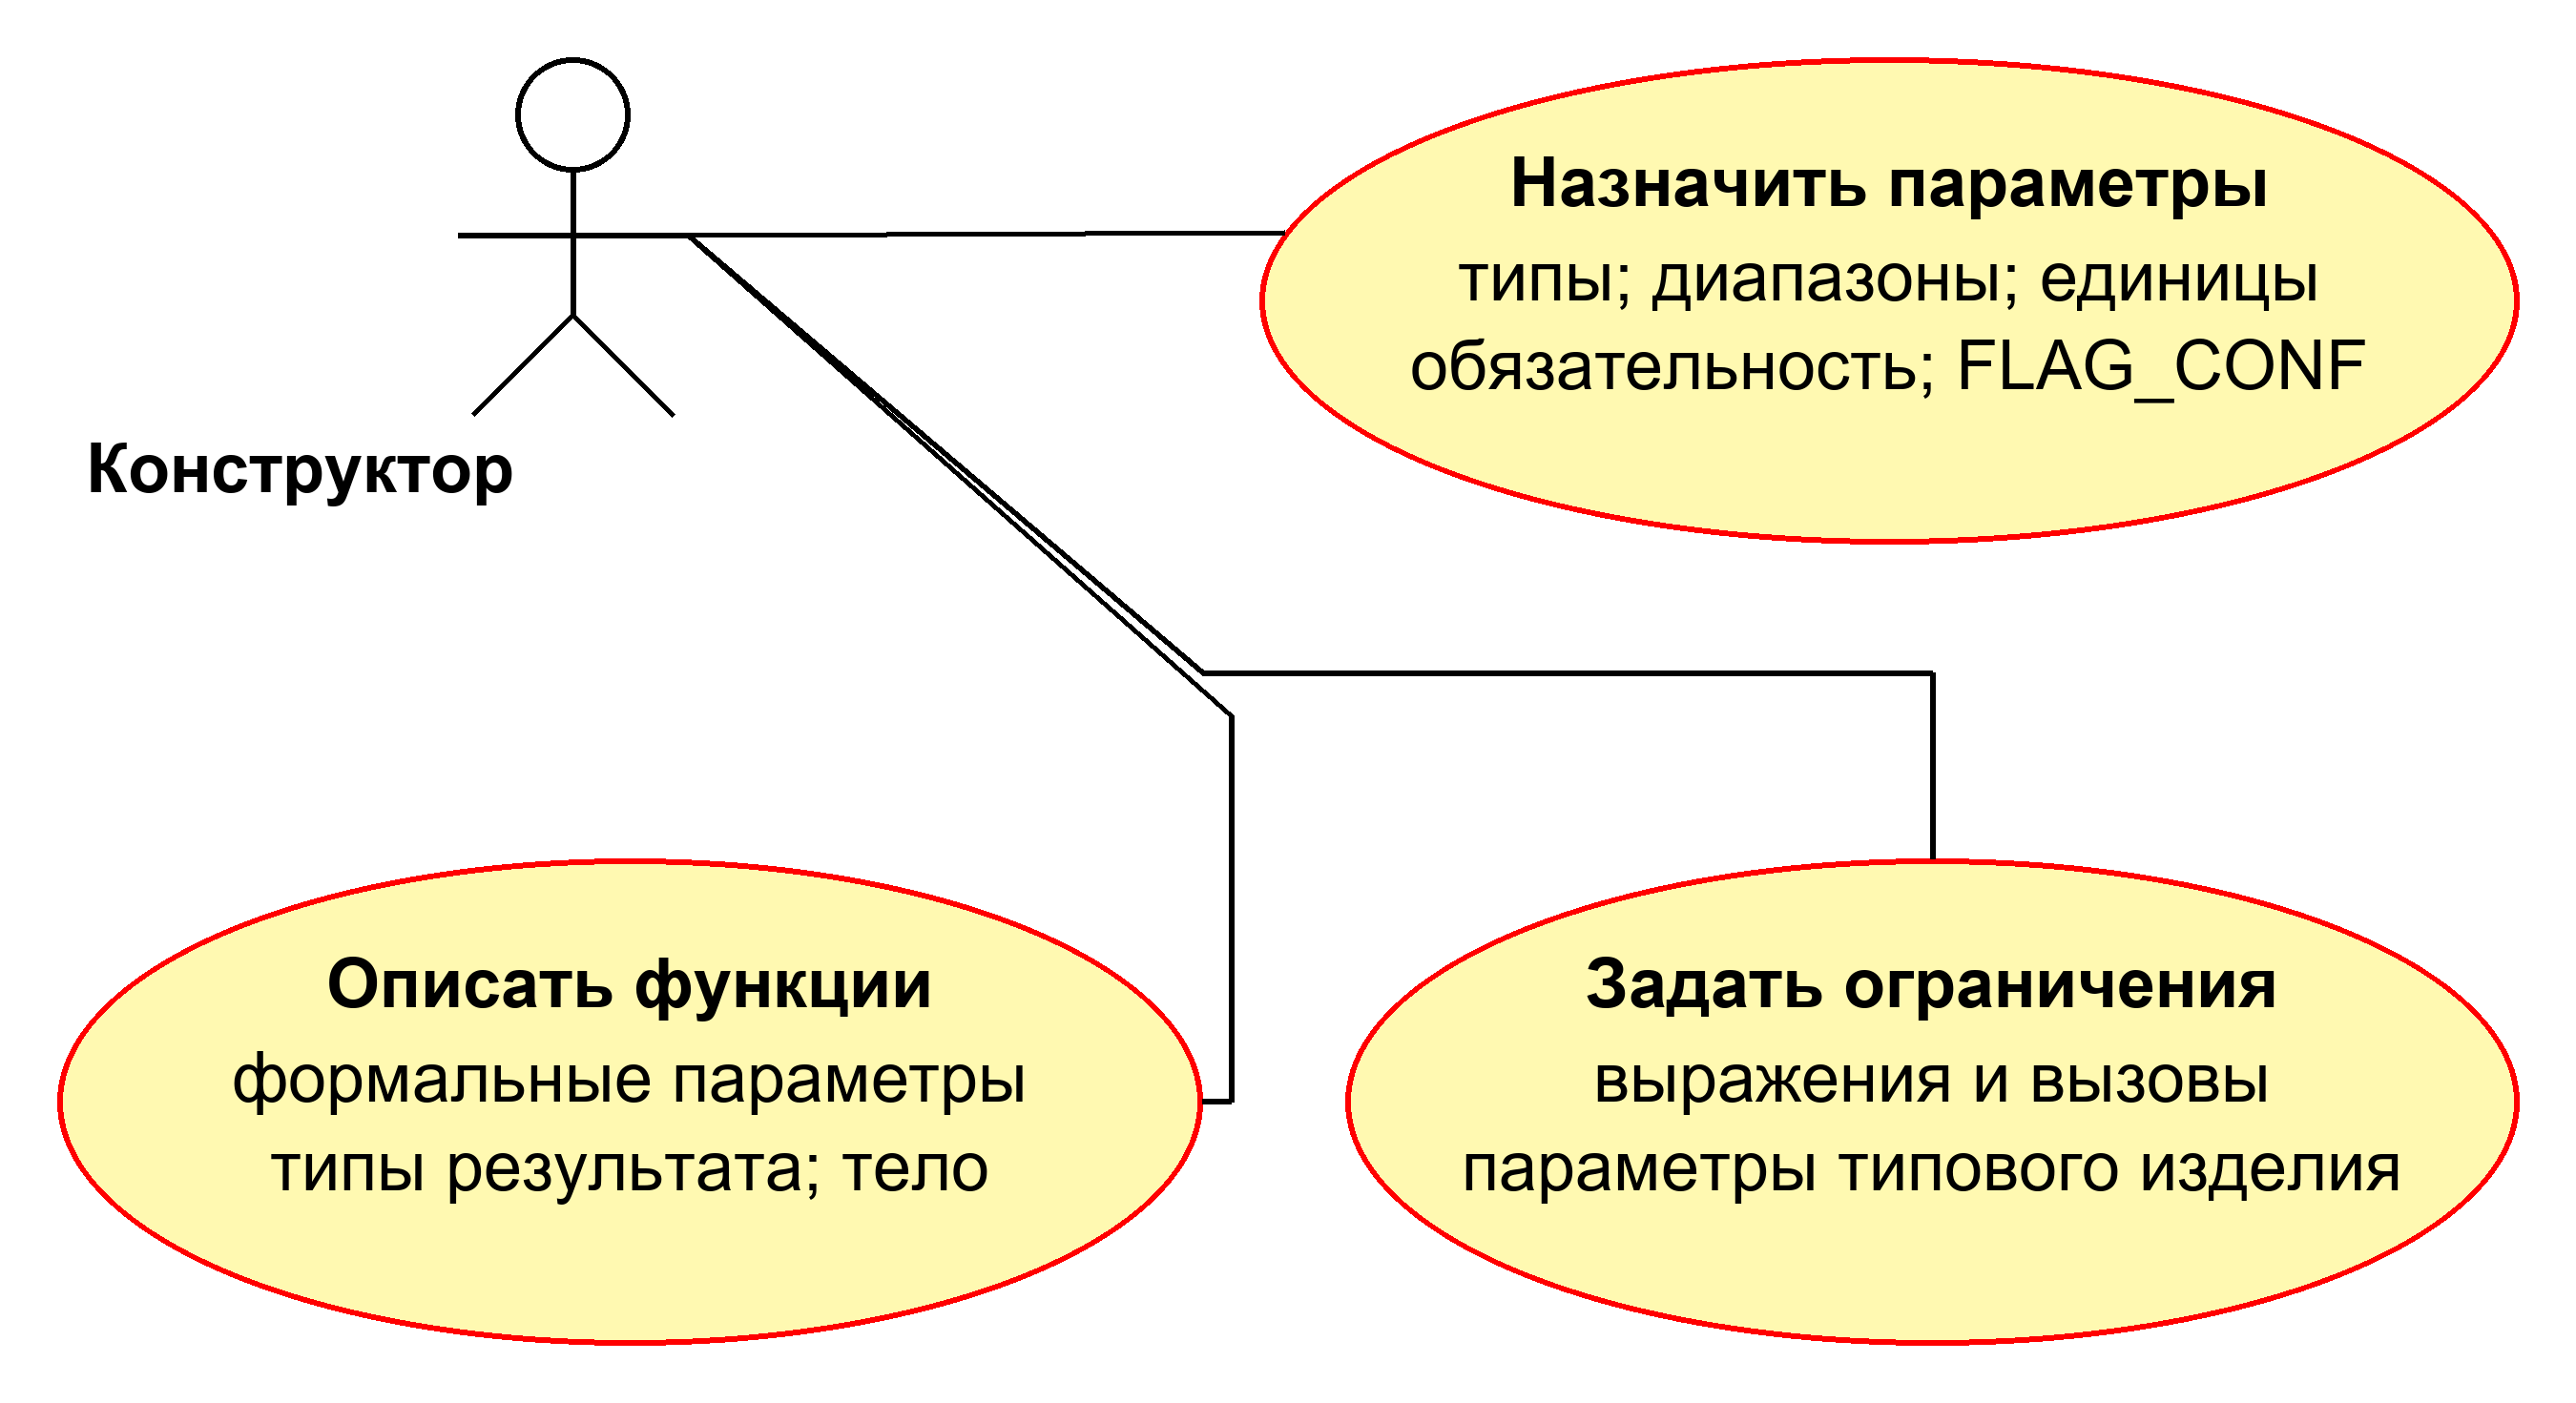 Конструктор
Назначить параметры
типы; диапазоны; единицы
обязательность; FLAG_CONF
Описать функции
формальные параметры
типы результата; тело
Задать ограничения
выражения и вызовы
параметры типового изделия